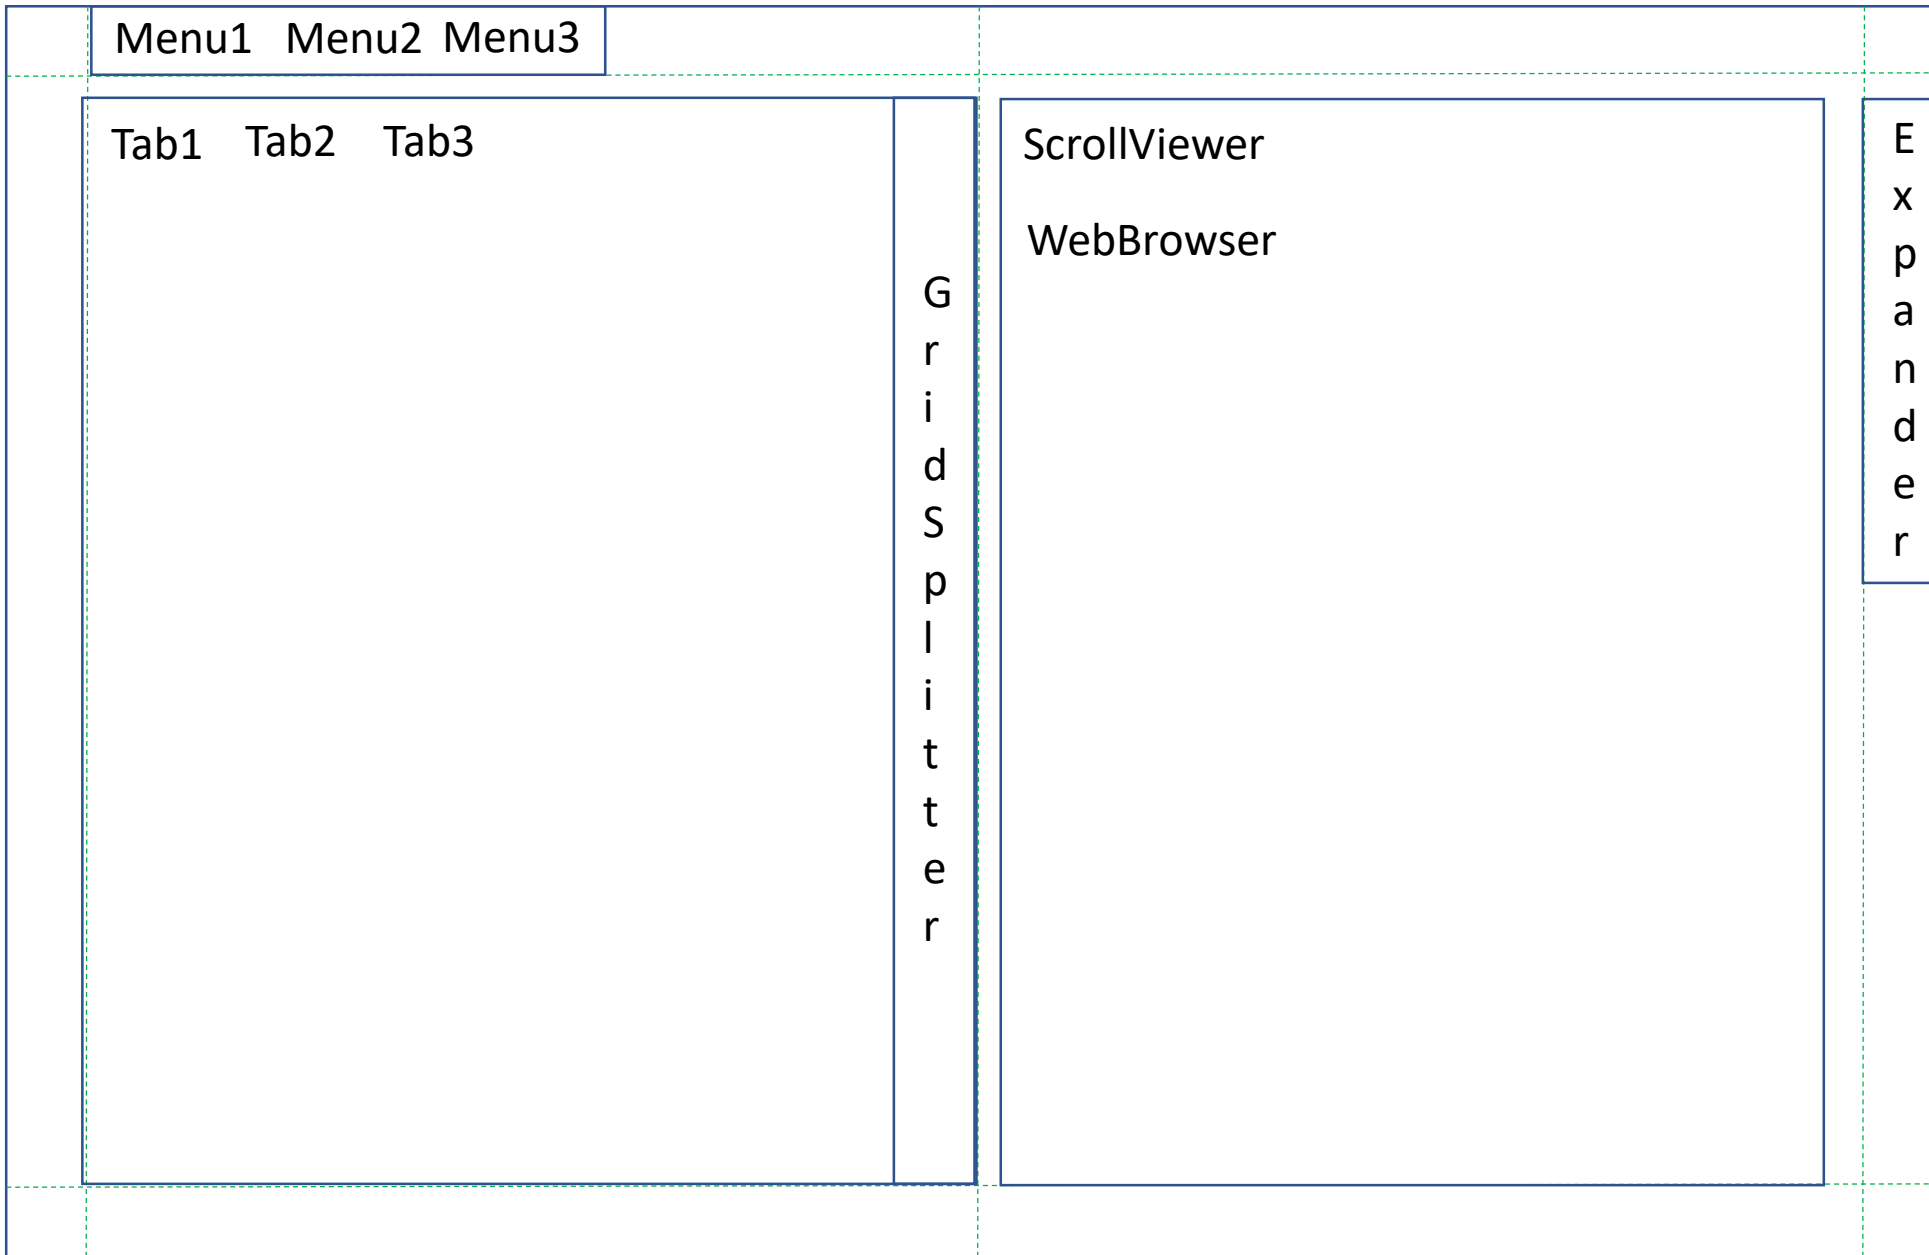 Menu1 Menu2 Menu3
Tab1 Tab2 Tab3
GridSplitter
ScrollViewer
WebBrowser
Expander